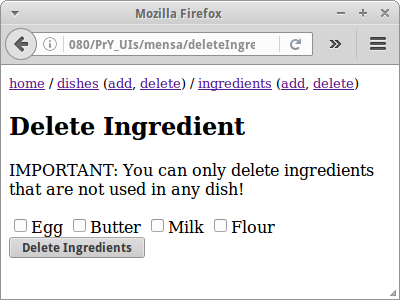 Mozilla Firefox
080/PrY_UIs/mensa/deleteIngre
home / dishes (add, delete) / ingredients (add, delete)
Delete Ingredient
IMPORTANT: You can only delete ingredients
that are not used in any dish!
Egg Butter Milk Flour
Delete Ingredients